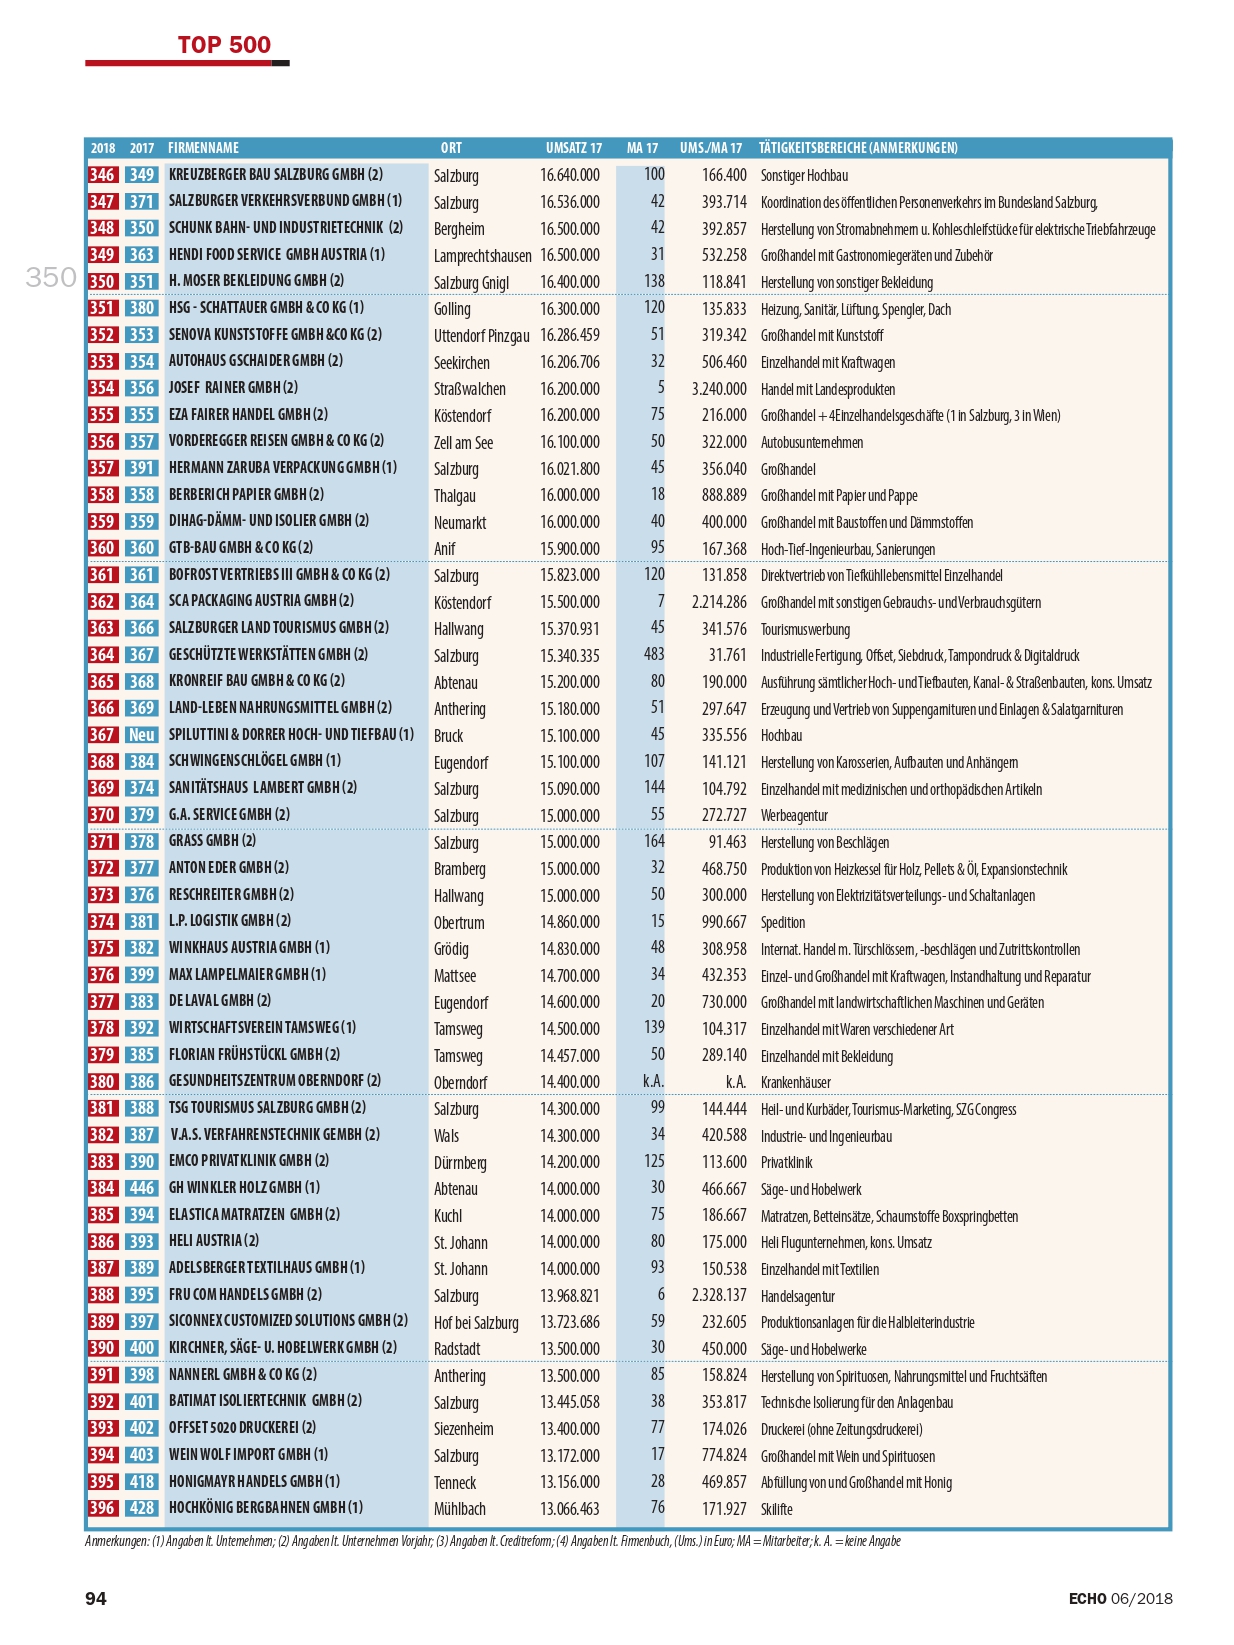 TOP 500
2018 2017 FIRMENNAME ORT UMSATZ 17 MA 17 UMS./MA 17 TÄTIGKEITSBEREICHE (ANMERKUNGEN)
346 349 KREUZBERGER BAU SALZBURG GMBH (2) Salzburg 16.640.000 100 166.400 Sonstiger Hochbau
347 371 SALZBURGER VERKEHRSVERBUND GMBH (1) Salzburg 16.536.000 42 393.714 Koordination des öffentlichen Personenverkehrs im Bundesland Salzburg,
348 350 SCHUNK BAHN- UND INDUSTRIETECHNIK (2) Bergheim 16.500.000 42 392.857 Herstellung von Stromabnehmern u. Kohleschleifstücke für elektrische Triebfahrzeuge
349 363 HENDI FOOD SERVICE GMBH AUSTRIA (1) Lamprechtshausen 16.500.000 31 532.258 Großhandel mit Gastronomiegeräten und Zubehör
350
350 351 H. MOSER BEKLEIDUNG GMBH (2) Salzburg Gnigl 16.400.000 138 118.841 Herstellung von sonstiger Bekleidung
351 380 HSG - SCHATTAUER GMBH & CO KG (1) Golling 16.300.000 120 135.833 Heizung, Sanitär, Lüftung, Spengler, Dach
352 353 SENOVA KUNSTSTOFFE GMBH &CO KG (2) Uttendorf Pinzgau 16.286.459 51 319.342 Großhandel mit Kunststoff
353 354 AUTOHAUS GSCHAIDER GMBH (2) Seekirchen 16.206.706 32 506.460 Einzelhandel mit Kraftwagen
354 356 JOSEF RAINER GMBH (2) Straßwalchen 16.200.000 5 3.240.000 Handel mit Landesprodukten
355 355 EZA FAIRER HANDEL GMBH (2) Köstendorf 16.200.000 75 216.000 Großhandel + 4Einzelhandelsgeschäfte (1 in Salzburg, 3 in Wien)
356 357 VORDEREGGER REISEN GMBH & CO KG (2) Zell am See 16.100.000 50 322.000 Autobusunternehmen
357 391 HERMANN ZARUBA VERPACKUNG GMBH (1) Salzburg 16.021.800 45 356.040 Großhandel
358 358 BERBERICH PAPIER GMBH (2) Thalgau 16.000.000 18 888.889 Großhandel mit Papier und Pappe
359 359 DIHAG-DÄMM- UND ISOLIER GMBH (2) Neumarkt 16.000.000 40 400.000 Großhandel mit Baustoffen und Dämmstoffen
360 360 GTB-BAU GMBH & CO KG (2) Anif 15.900.000 95 167.368 Hoch-Tief-Ingenieurbau, Sanierungen
361 361 BOFROST VERTRIEBS III GMBH & CO KG (2) Salzburg 15.823.000 120 131.858 Direktvertrieb von Tiefkühllebensmittel Einzelhandel
362 364 SCA PACKAGING AUSTRIA GMBH (2) Köstendorf 15.500.000 7 2.214.286 Großhandel mit sonstigen Gebrauchs- und Verbrauchsgütern
363 366 SALZBURGER LAND TOURISMUS GMBH (2) Hallwang 15.370.931 45 341.576 Tourismuswerbung
364 367 GESCHÜTZTE WERKSTÄTTEN GMBH (2) Salzburg 15.340.335 483 31.761 Industrielle Fertigung, Offset, Siebdruck, Tampondruck & Digitaldruck
365 368 KRONREIF BAU GMBH & CO KG (2) Abtenau 15.200.000 80 190.000 Ausführung sämtlicher Hoch- und Tiefbauten, Kanal- & Straßenbauten, kons. Umsatz
366 369 LAND-LEBEN NAHRUNGSMITTEL GMBH (2) Anthering 15.180.000 51 297.647 Erzeugung und Vertrieb von Suppengarnituren und Einlagen & Salatgarnituren
367 Neu SPILUTTINI & DORRER HOCH- UND TIEFBAU (1) Bruck 15.100.000 45 335.556 Hochbau
368 384 SCHWINGENSCHLÖGEL GMBH (1) Eugendorf 15.100.000 107 141.121 Herstellung von Karosserien, Aufbauten und Anhängern
369 374 SANITÄTSHAUS LAMBERT GMBH (2) Salzburg 15.090.000 144 104.792 Einzelhandel mit medizinischen und orthopädischen Artikeln
370 379 G.A. SERVICE GMBH (2) Salzburg 15.000.000 55 272.727 Werbeagentur
371 378 GRASS GMBH (2) Salzburg 15.000.000 164 91.463 Herstellung von Beschlägen
372 377 ANTON EDER GMBH (2) Bramberg 15.000.000 32 468.750 Produktion von Heizkessel für Holz, Pellets & Öl, Expansionstechnik
373 376 RESCHREITER GMBH (2) Hallwang 15.000.000 50 300.000 Herstellung von Elektrizitätsverteilungs- und Schaltanlagen
374 381 L.P. LOGISTIK GMBH (2) Obertrum 14.860.000 15 990.667 Spedition
375 382 WINKHAUS AUSTRIA GMBH (1) Grödig 14.830.000 48 308.958 Internat. Handel m. Türschlössern, -beschlägen und Zutrittskontrollen
376 399 MAX LAMPELMAIER GMBH (1) Mattsee 14.700.000 34 432.353 Einzel- und Großhandel mit Kraftwagen, Instandhaltung und Reparatur
377 383 DE LAVAL GMBH (2) Eugendorf 14.600.000 20 730.000 Großhandel mit landwirtschaftlichen Maschinen und Geräten
378 392 WIRTSCHAFTSVEREIN TAMSWEG (1) Tamsweg 14.500.000 139 104.317 Einzelhandel mit Waren verschiedener Art
379 385 FLORIAN FRÜHSTÜCKL GMBH (2) Tamsweg 14.457.000 50 289.140 Einzelhandel mit Bekleidung
380 386 GESUNDHEITSZENTRUM OBERNDORF (2) Oberndorf 14.400.000 k.A. k.A. Krankenhäuser
381 388 TSG TOURISMUS SALZBURG GMBH (2) Salzburg 14.300.000 99 144.444 Heil- und Kurbäder, Tourismus-Marketing, SZG Congress
382 387 V.A.S. VERFAHRENSTECHNIK GEMBH (2) Wals 14.300.000 34 420.588 Industrie- und Ingenieurbau
383 390 EMCO PRIVATKLINIK GMBH (2) Dürrnberg 14.200.000 125 113.600 Privatklinik
384 446 GH WINKLER HOLZ GMBH (1) Abtenau 14.000.000 30 466.667 Säge- und Hobelwerk
385 394 ELASTICA MATRATZEN GMBH (2) Kuchl 14.000.000 75 186.667 Matratzen, Betteinsätze, Schaumstoffe Boxspringbetten
386 393 HELI AUSTRIA (2) St. Johann 14.000.000 80 175.000 Heli Flugunternehmen, kons. Umsatz
387 389 ADELSBERGER TEXTILHAUS GMBH (1) St. Johann 14.000.000 93 150.538 Einzelhandel mit Textilien
388 395 FRU COM HANDELS GMBH (2) Salzburg 13.968.821 6 2.328.137 Handelsagentur
389 397 SICONNEX CUSTOMIZED SOLUTIONS GMBH (2) Hof bei Salzburg 13.723.686 59 232.605 Produktionsanlagen für die Halbleiterindustrie
390 400 KIRCHNER, SÄGE- U. HOBELWERK GMBH (2) Radstadt 13.500.000 30 450.000 Säge- und Hobelwerke
391 398 NANNERL GMBH & CO KG (2) Anthering 13.500.000 85 158.824 Herstellung von Spirituosen, Nahrungsmittel und Fruchtsäften
392 401 BATIMAT ISOLIERTECHNIK GMBH (2) Salzburg 13.445.058 38 353.817 Technische Isolierung für den Anlagenbau
393 402 OFFSET 5020 DRUCKEREI (2) Siezenheim 13.400.000 77 174.026 Druckerei (ohne Zeitungsdruckerei)
394 403 WEIN WOLF IMPORT GMBH (1) Salzburg 13.172.000 17 774.824 Großhandel mit Wein und Spirituosen
395 418 HONIGMAYR HANDELS GMBH (1) Tenneck 13.156.000 28 469.857 Abfüllung von und Großhandel mit Honig
396 428 HOCHKÖNIG BERGBAHNEN GMBH (1) Mühlbach 13.066.463 76 171.927 Skilifte
Anmerkungen: (1) Angaben lt. Unternehmen; (2) Angaben lt. Unternehmen Vorjahr; (3) Angaben lt. Creditreform; (4) Angaben lt. Firmenbuch, (Ums.) in Euro; MA = Mitarbeiter; k. A. = keine Angabe
94 ECHO 06/2018